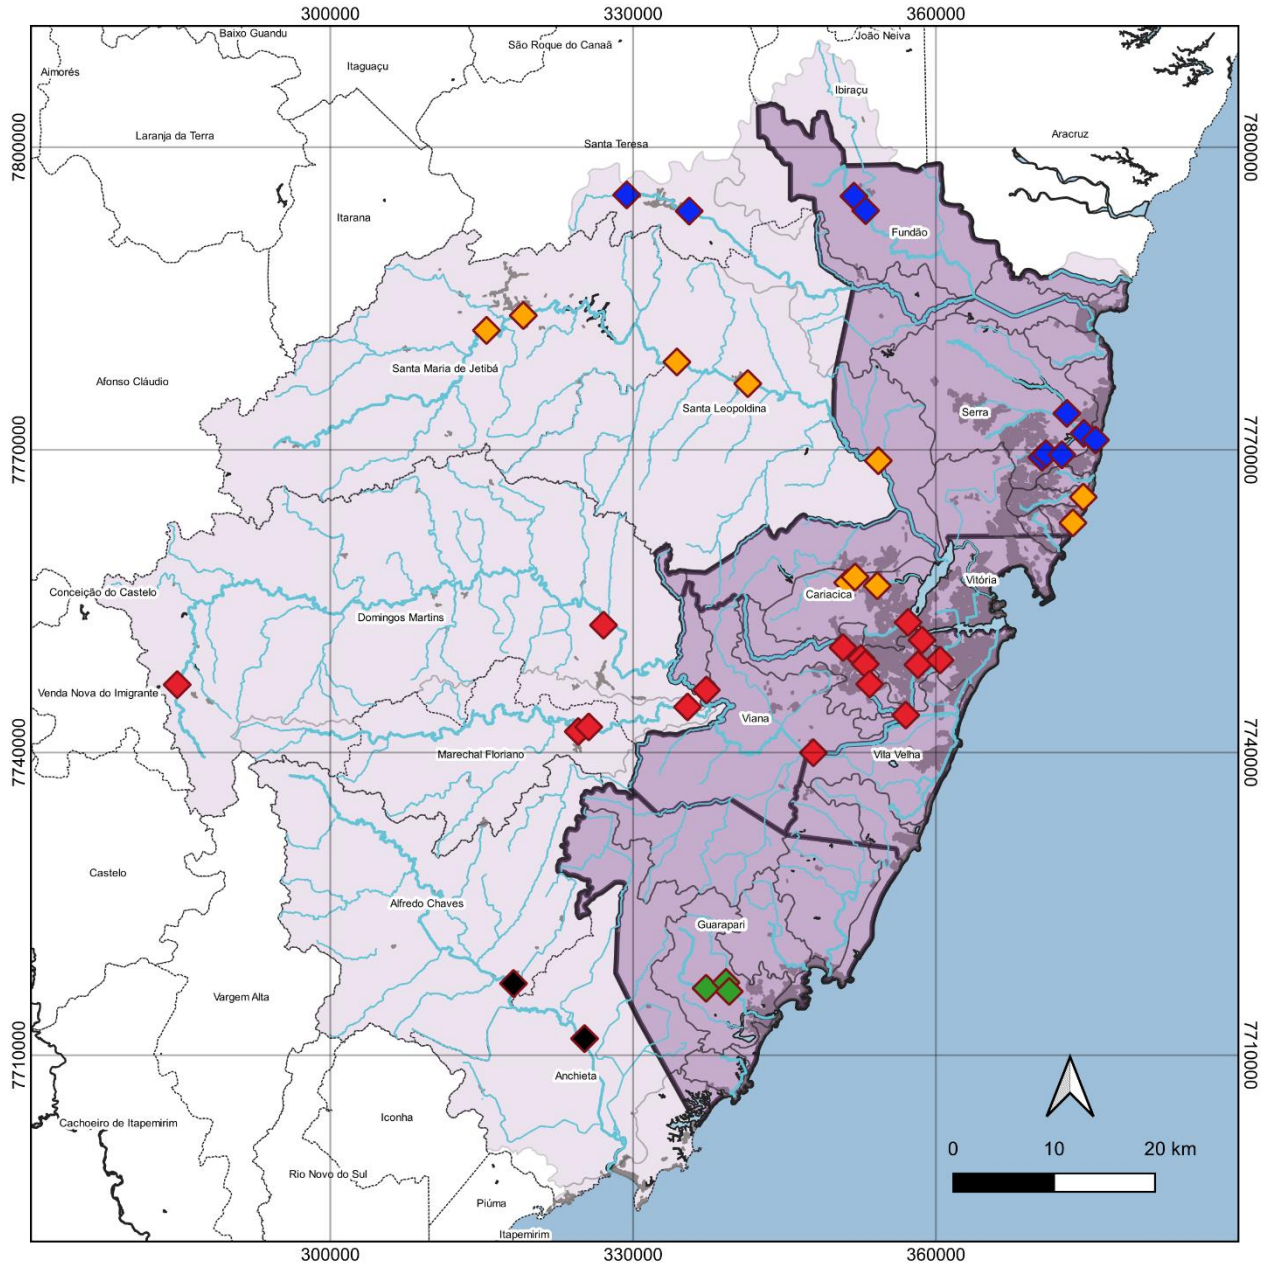 300000
330000
360000
Baixo Guandu
João Neiva
São Roque do Canaã
Itaguaçu
Aimorés
Ibiraçu
Laranja da Terra
Aracruz
Santa Teresa
7800000
7800000
Itarana
Fundão
Santa Maria de Jetibá
Afonso Cláudio
Santa Leopoldina
Serra
7770000
7770000
Vitória
Conceição do Castelo
Cariacica
Domingos Martins
Venda Nova do Imigrante
Viana
Marechal Floriano
Vila Velha
7740000
7740000
Castelo
Alfredo Chaves
Guarapari
Vargem Alta
7710000
7710000
Anchieta
Iconha
Cachoeiro de Itapemirim
0 10 20 km
Rio Novo do Sul
Piúma
Itapemirim
300000
330000
360000